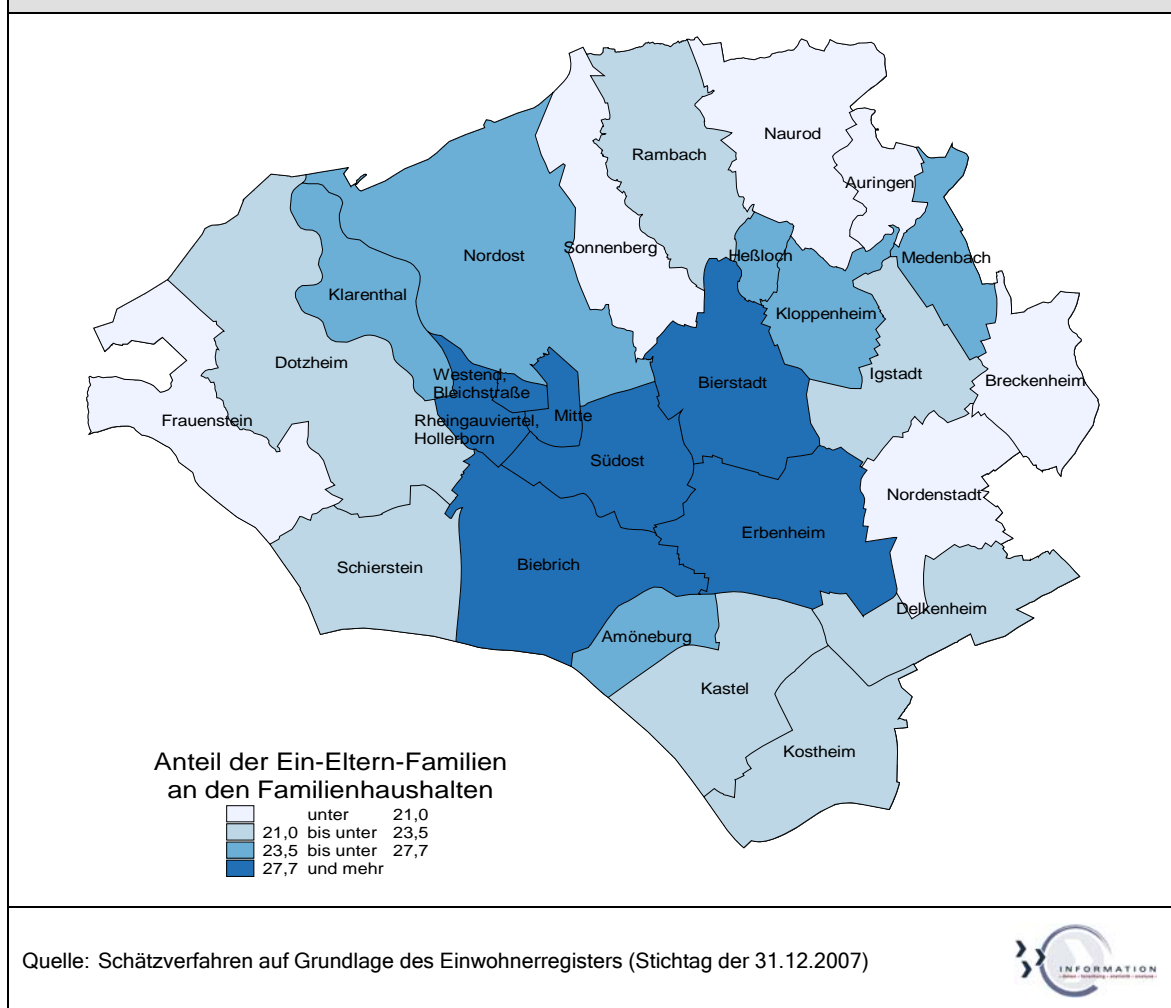 Naurod
Rambach
Auringen
Sonnenberg
Nordost
Heßloch
Medenbach
Klarenthal
Kloppenheim
Dotzheim
Igstadt
Westend,
Bleichstraße
Bierstadt
Breckenheim
Frauenstein
Rheingauviertel,
Hollerborn
Mitte
Südost
Nordenstadt
Erbenheim
Schierstein
Biebrich
Delkenheim
Amöneburg
Kastel
Kostheim
Anteil der Ein-Eltern-Familien
an den Familienhaushalten
unter 21,0
21,0 bis unter 23,5
23,5 bis unter 27,7
27,7 und mehr
Quelle: Schätzverfahren auf Grundlage des Einwohnerregisters (Stichtag der 31.12.2007)
INFORMATION